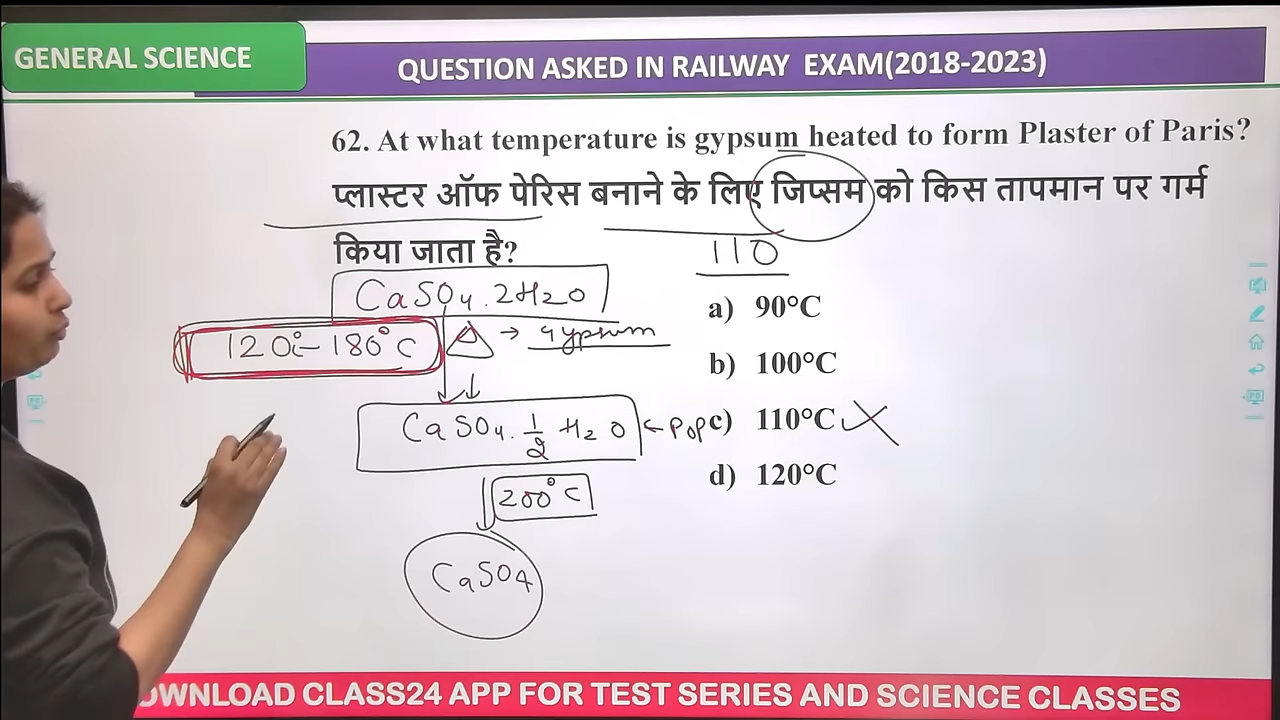 GENERAL SCIENCE
QUESTION ASKED IN RAILWAY EXAM(2018-2023)
62. At what temperature is gypsum heated to form Plaster of Paris?
प्लास्टर ऑफ पेरिस बनाने के लिए जिप्सम को किस तापमान पर गर्म
किया जाता है?
110
CaSO4.2H2O
a) 90°C
120°-180°C
→ Gypsum
b) 100°C
CaSO4.1/2 H2O ← POP
c) 110°C
d) 120°C
200°C
CaSO4
OWNLOAD CLASS24 APP FOR TEST SERIES AND SCIENCE CLASSES